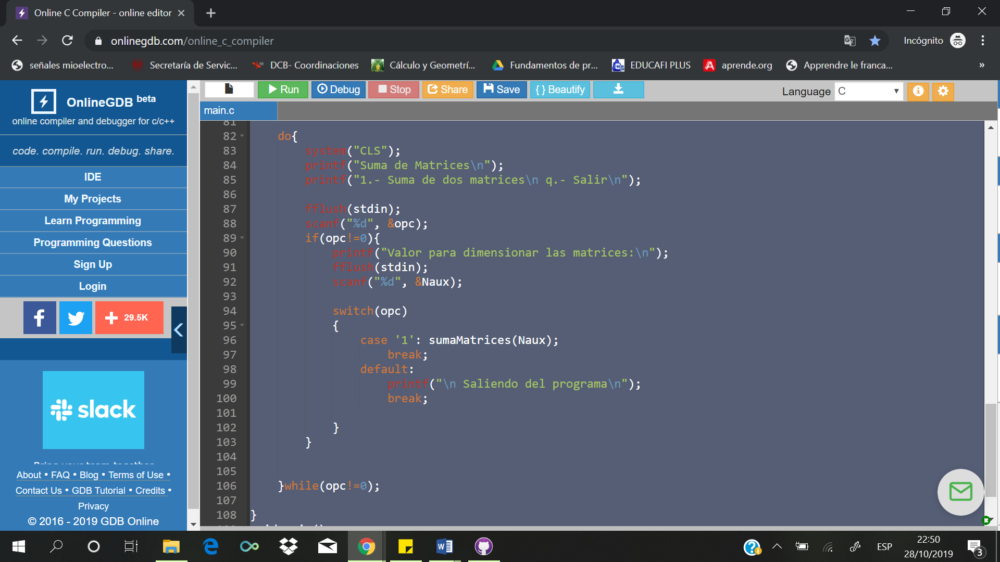 Online C Compiler - online editor
onlinegdb.com/online_c_compiler
Incógnito
señales mioelectro...
Secretaría de Servic...
DCB- Coordinaciones
Cálculo y Geometrí...
Fundamentos de pr...
EDUCAFI PLUS
aprende.org
Apprendre le franca...
»
OnlineGDB beta
online compiler and debugger for c/c++
code. compile. run. debug. share.
IDE
My Projects
Learn Programming
Programming Questions
Sign Up
Login
29.5K
slack
Bring your team together
About • FAQ • Blog • Terms of Use •
Contact Us • GDB Tutorial • Credits •
Privacy
© 2016 - 2019 GDB Online
Run
Debug
Stop
Share
Save
{ } Beautify
Language
C
main.c
81
82 do{
83 system("CLS");
84 printf("Suma de Matrices\n");
85 printf("1.- Suma de dos matrices\n q.- Salir\n");
86
87 fflush(stdin);
88 scanf("%d", &opc);
89 if(opc!=0){
90 printf("Valor para dimensionar las matrices:\n");
91 fflush(stdin);
92 scanf("%d", &Naux);
93
94 switch(opc)
95 {
96 case '1': sumaMatrices(Naux);
97 break;
98 default:
99 printf("\n Saliendo del programa\n");
100 break;
101
102 }
103 }
104
105
106 }while(opc!=0);
107
108 }
ESP
22:50
28/10/2019
3